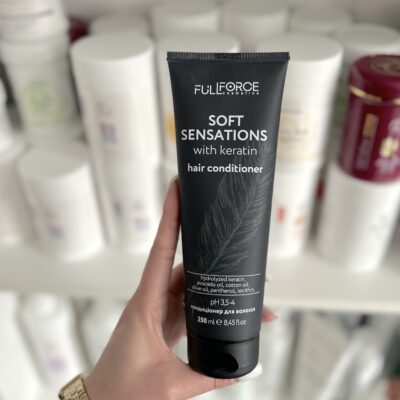 FULLFORCE
COSMETICS
SOFT
SENSATIONS
with keratin
hair conditioner
hydrolyzed keratin,
avocado oil, cotton oil,
olive oil, panthenol, lecithin,
pH 3,5-4
кондиціонер для волосся
250 ml ℮ 8,45 fl.oz